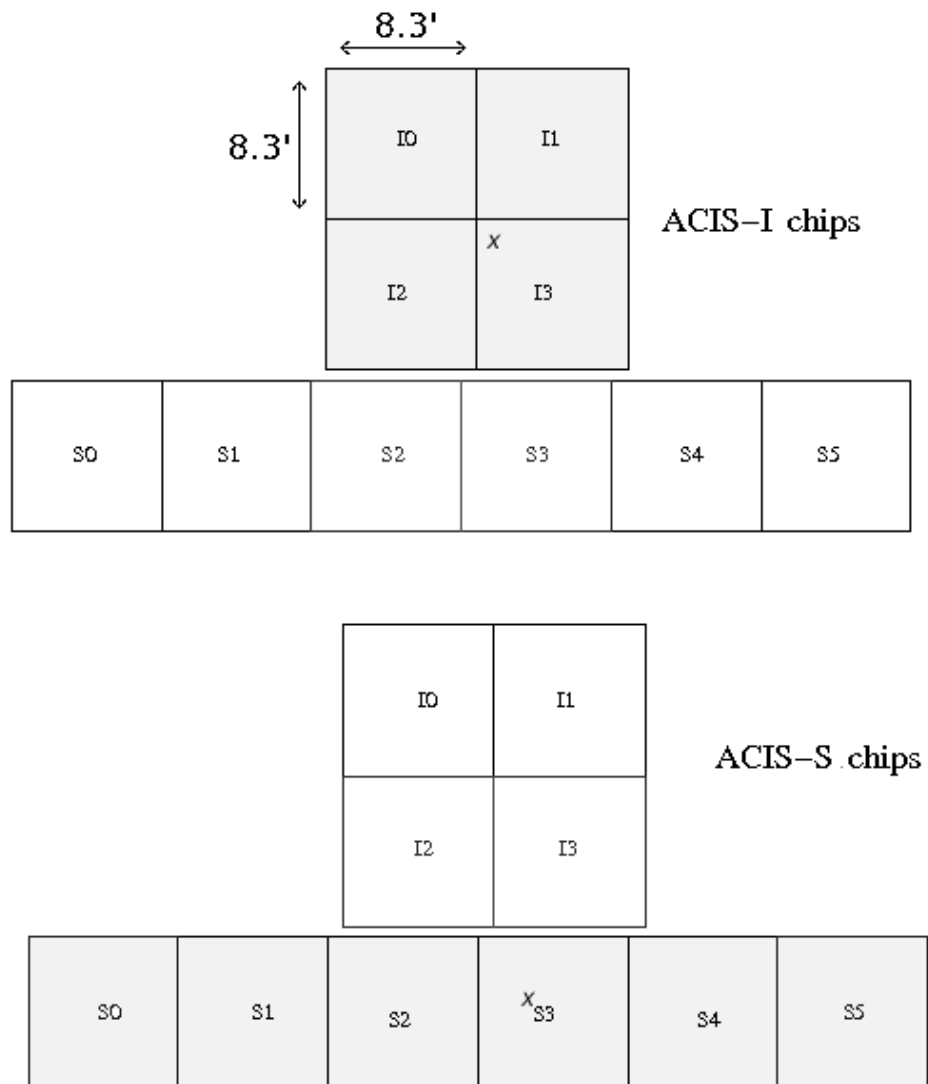 8.3'
8.3'
I0 I1
ACIS-I chips
x
I2 I3
S0 S1 S2 S3 S4 S5
I0 I1
ACIS-S .chips
I2 I3
x
S0 S1 S2 S3 S4 S5